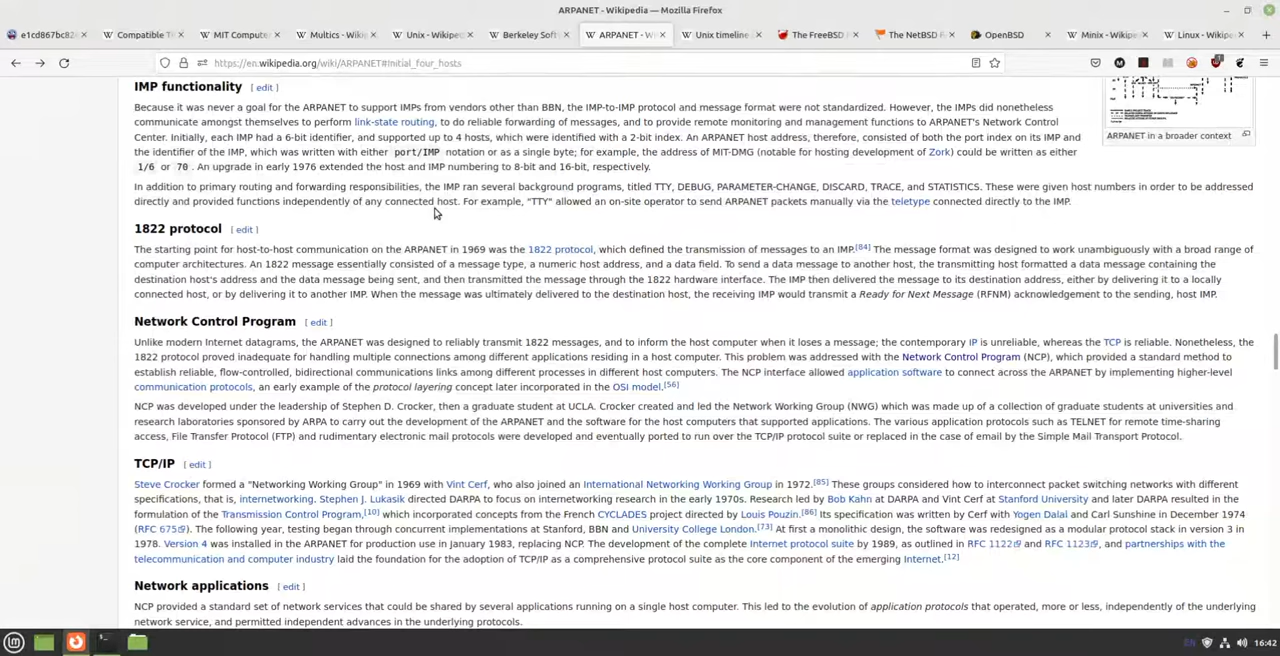 ARPANET - Wikipedia — Mozilla Firefox
e1cd867bc82
Compatible T
MIT Compute
Multics - Wiki
Unix - Wikiped
Berkeley Soft
ARPANET - W
Unix timeline
The FreeBSD P
The NetBSD P
OpenBSD
Minix - Wikipe
Linux - Wikipe
https://en.wikipedia.org/wiki/ARPANET#Initial_four_hosts
IMP functionality [ edit ]
Because it was never a goal for the ARPANET to support IMPs from vendors other than BBN, the IMP-to-IMP protocol and message format were not standardized. However, the IMPs did nonetheless
communicate amongst themselves to perform link-state routing, to do reliable forwarding of messages, and to provide remote monitoring and management functions to ARPANET's Network Control
Center. Initially, each IMP had a 6-bit identifier, and supported up to 4 hosts, which were identified with a 2-bit index. An ARPANET host address, therefore, consisted of both the port index on its IMP and
the identifier of the IMP, which was written with either port/IMP notation or as a single byte; for example, the address of MIT-DMG (notable for hosting development of Zork) could be written as either
1/6 or 70. An upgrade in early 1976 extended the host and IMP numbering to 8-bit and 16-bit, respectively.
ARPANET in a broader context
In addition to primary routing and forwarding responsibilities, the IMP ran several background programs, titled TTY, DEBUG, PARAMETER-CHANGE, DISCARD, TRACE, and STATISTICS. These were given host numbers in order to be addressed
directly and provided functions independently of any connected host. For example, "TTY" allowed an on-site operator to send ARPANET packets manually via the teletype connected directly to the IMP.
1822 protocol [ edit ]
The starting point for host-to-host communication on the ARPANET in 1969 was the 1822 protocol, which defined the transmission of messages to an IMP.[84] The message format was designed to work unambiguously with a broad range of
computer architectures. An 1822 message essentially consisted of a message type, a numeric host address, and a data field. To send a data message to another host, the transmitting host formatted a data message containing the
destination host's address and the data message being sent, and then transmitted the message through the 1822 hardware interface. The IMP then delivered the message to its destination address, either by delivering it to a locally
connected host, or by delivering it to another IMP. When the message was ultimately delivered to the destination host, the receiving IMP would transmit a Ready for Next Message (RFNM) acknowledgement to the sending, host IMP.
Network Control Program [ edit ]
Unlike modern Internet datagrams, the ARPANET was designed to reliably transmit 1822 messages, and to inform the host computer when it loses a message; the contemporary IP is unreliable, whereas the TCP is reliable. Nonetheless, the
1822 protocol proved inadequate for handling multiple connections among different applications residing in a host computer. This problem was addressed with the Network Control Program (NCP), which provided a standard method to
establish reliable, flow-controlled, bidirectional communications links among different processes in different host computers. The NCP interface allowed application software to connect across the ARPANET by implementing higher-level
communication protocols, an early example of the protocol layering concept later incorporated in the OSI model.[56]
NCP was developed under the leadership of Stephen D. Crocker, then a graduate student at UCLA. Crocker created and led the Network Working Group (NWG) which was made up of a collection of graduate students at universities and
research laboratories sponsored by ARPA to carry out the development of the ARPANET and the software for the host computers that supported applications. The various application protocols such as TELNET for remote time-sharing
access, File Transfer Protocol (FTP) and rudimentary electronic mail protocols were developed and eventually ported to run over the TCP/IP protocol suite or replaced in the case of email by the Simple Mail Transport Protocol.
TCP/IP [ edit ]
Steve Crocker formed a "Networking Working Group" in 1969 with Vint Cerf, who also joined an International Networking Working Group in 1972.[85] These groups considered how to interconnect packet switching networks with different
specifications, that is, internetworking. Stephen J. Lukasik directed DARPA to focus on internetworking research in the early 1970s. Research led by Bob Kahn at DARPA and Vint Cerf at Stanford University and later DARPA resulted in the
formulation of the Transmission Control Program,[10] which incorporated concepts from the French CYCLADES project directed by Louis Pouzin.[86] Its specification was written by Cerf with Yogen Dalal and Carl Sunshine in December 1974
(RFC 675). The following year, testing began through concurrent implementations at Stanford, BBN and University College London.[73] At first a monolithic design, the software was redesigned as a modular protocol stack in version 3 in
1978. Version 4 was installed in the ARPANET for production use in january 1983, replacing NCP. The development of the complete Internet protocol suite by 1989, as outlined in RFC 1122 and RFC 1123, and partnerships with the
telecommunication and computer industry laid the foundation for the adoption of TCP/IP as a comprehensive protocol suite as the core component of the emerging Internet.[12]
Network applications [ edit ]
NCP provided a standard set of network services that could be shared by several applications running on a single host computer. This led to the evolution of application protocols that operated, more or less, independently of the underlying
network service, and permitted independent advances in the underlying protocols.
EN
16:42